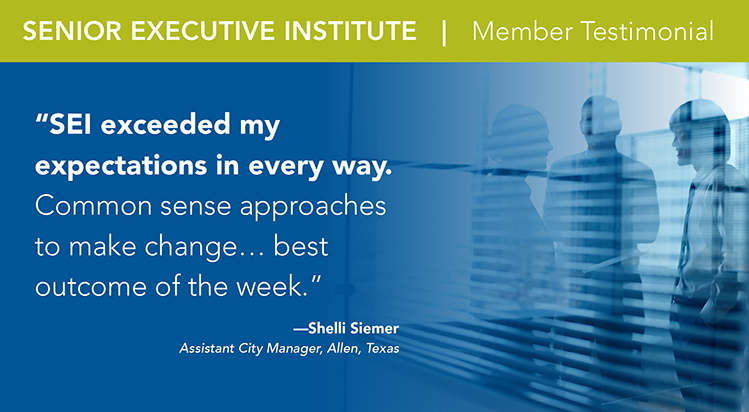 SENIOR EXECUTIVE INSTITUTE | Member Testimonial
“SEI exceeded my
expectations in every way.
Common sense approaches
to make change… best
outcome of the week.”
—Shelli Siemer
Assistant City Manager, Allen, Texas